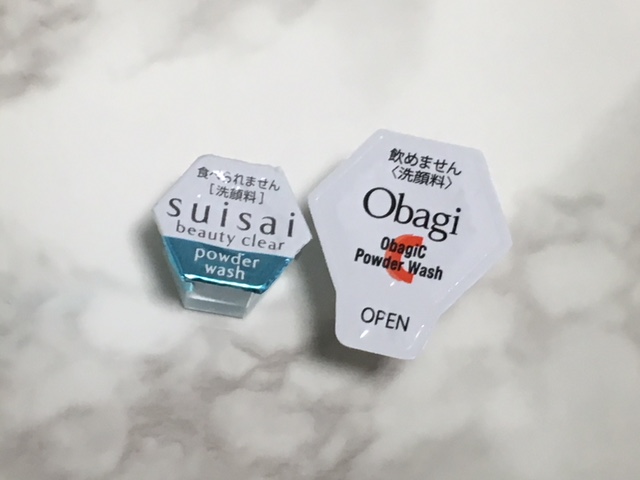 食べられません
[洗顔料]
suisai
beauty clear
powder
wash
飲めません
〈洗顔料〉
Obagi
ObagiC
Powder Wash
C
OPEN